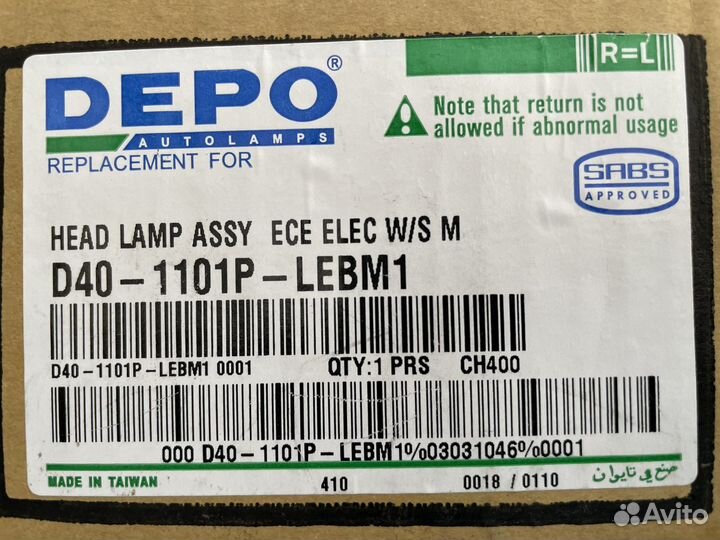 R=L
DEPO®
AUTOLAMPS
REPLACEMENT FOR
Note that return is not
allowed if abnormal usage
SABS
APPROVED
HEAD LAMP ASSY ECE ELEC W/S M
D40-1101P-LEBM1
D40-1101P-LEBM1 0001 QTY:1 PRS CH400
000 D40-1101P-LEBM1%03031046%0001
MADE IN TAIWAN 410 0018 / 0110 صنع في تايوان
Avito